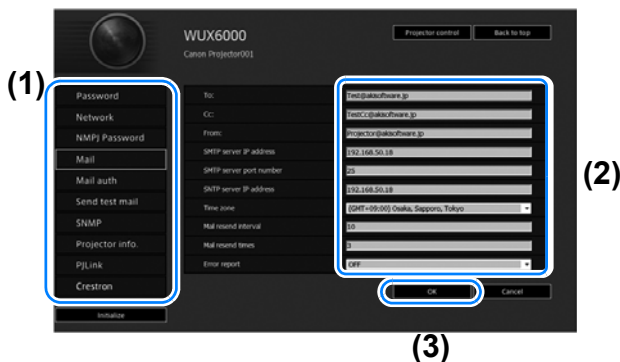 WUX6000
Canon Projector001
Projector control
Back to top
(1)
Password
Network
NMPJ Password
Mail
Mail auth
Send test mail
SNMP
Projector info.
PJLink
Crestron
Initialize
To: Test@akisoftware.jp
Cc: TestCc@akisoftware.jp
From: Projector@akisoftware.jp
SMTP server IP address 192.168.50.18
SMTP server port number 25
SNTP server IP address 192.168.50.18
Time zone (GMT+09:00) Osaka, Sapporo, Tokyo
Mail resend interval 10
Mail resend times 3
Error report OFF
(2)
OK
Cancel
(3)